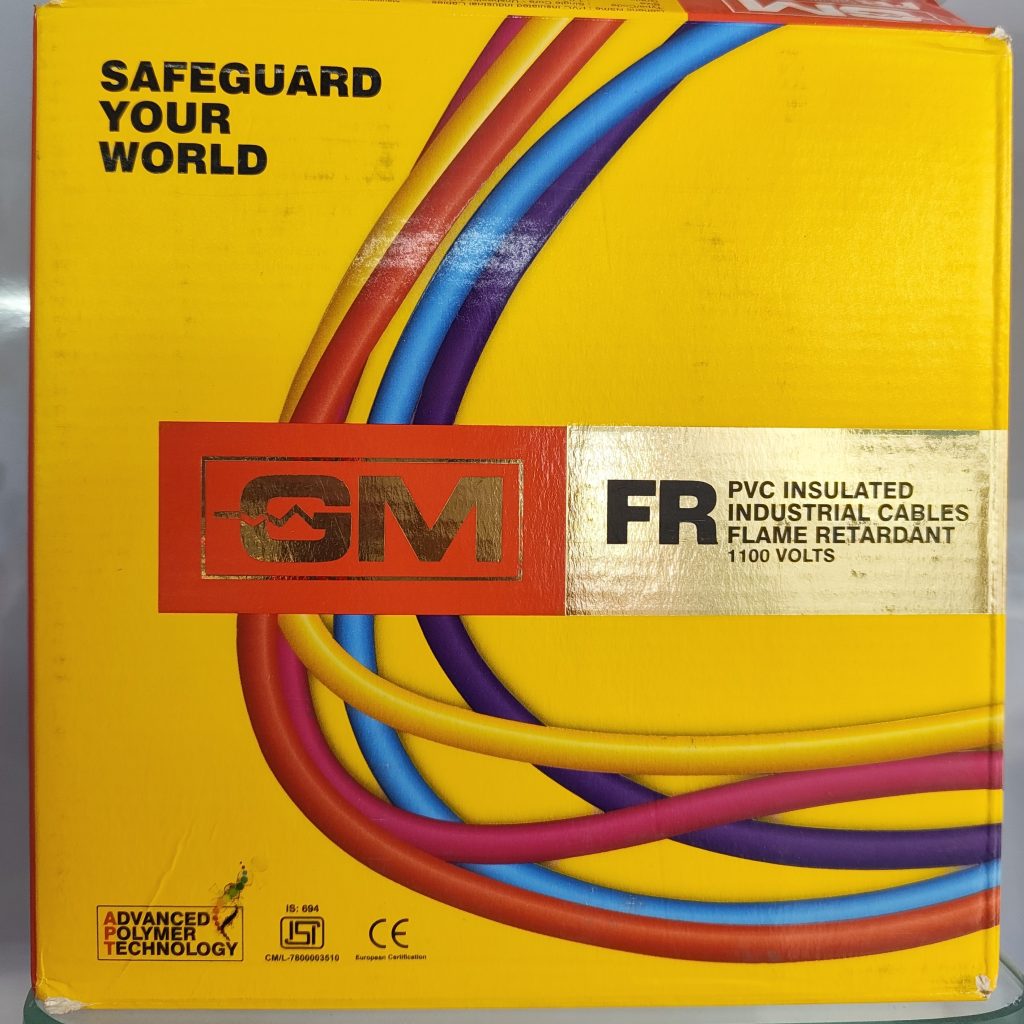 SAFEGUARD
YOUR
WORLD
GM
FR
PVC INSULATED
INDUSTRIAL CABLES
FLAME RETARDANT
1100 VOLTS
ADVANCED
POLYMER
TECHNOLOGY
IS: 694
ISI
CM/L-7800003510
CE
European Certification